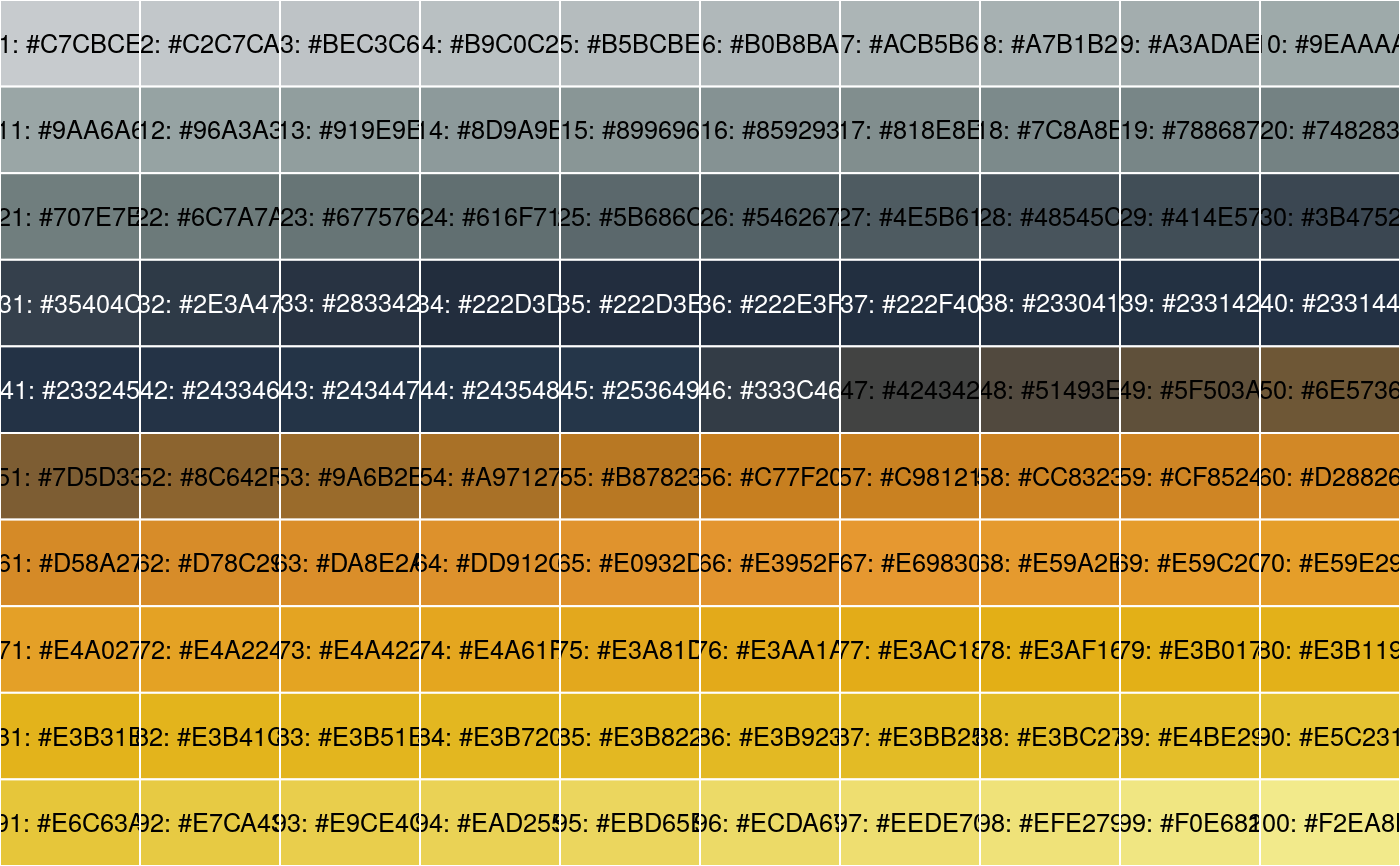 1: #C7CBCE 2: #C2C7CA 3: #BEC3C6 4: #B9C0C2 5: #B5BCBE 6: #B0B8BA 7: #ACB5B6 8: #A7B1B2 9: #A3ADAE 10: #9EAAAA
11: #9AA6A6 12: #96A3A3 13: #919E9E 14: #8D9A9B 15: #899696 16: #859293 17: #818E8F 18: #7C8A8B 19: #788687 20: #748283
21: #707E7E 22: #6C7A7A 23: #677576 24: #616F71 25: #5B686C 26: #546267 27: #4E5B61 28: #48545C 29: #414E57 30: #3B4752
31: #35404C 32: #2E3A47 33: #283342 34: #222D3D 35: #222D3E 36: #222E3F 37: #222F40 38: #233041 39: #233142 40: #233144
41: #233245 42: #243346 43: #243447 44: #243548 45: #253649 46: #333C46 47: #424342 48: #51493E 49: #5F503A 50: #6E5736
51: #7D5D33 52: #8C642F 53: #9A6B2B 54: #A97127 55: #B87823 56: #C77F20 57: #C98121 58: #CC8323 59: #CF8524 60: #D28826
61: #D58A27 62: #D78C29 63: #DA8E2A 64: #DD912C 65: #E0932D 66: #E3952F 67: #E69830 68: #E59A2E 69: #E59C2C 70: #E59E29
71: #E4A027 72: #E4A224 73: #E4A422 74: #E4A61F 75: #E3A81D 76: #E3AA1A 77: #E3AC18 78: #E3AF16 79: #E3B017 80: #E3B119
81: #E3B31B 82: #E3B41C 83: #E3B51E 84: #E3B720 85: #E3B822 86: #E3B923 87: #E3BB25 88: #E3BC27 89: #E4BE29 90: #E5C231
91: #E6C63A 92: #E7CA43 93: #E9CE4C 94: #EAD255 95: #EBD65E 96: #ECDA67 97: #EEDE70 98: #EFE279 99: #F0E682 100: #F2EA8B